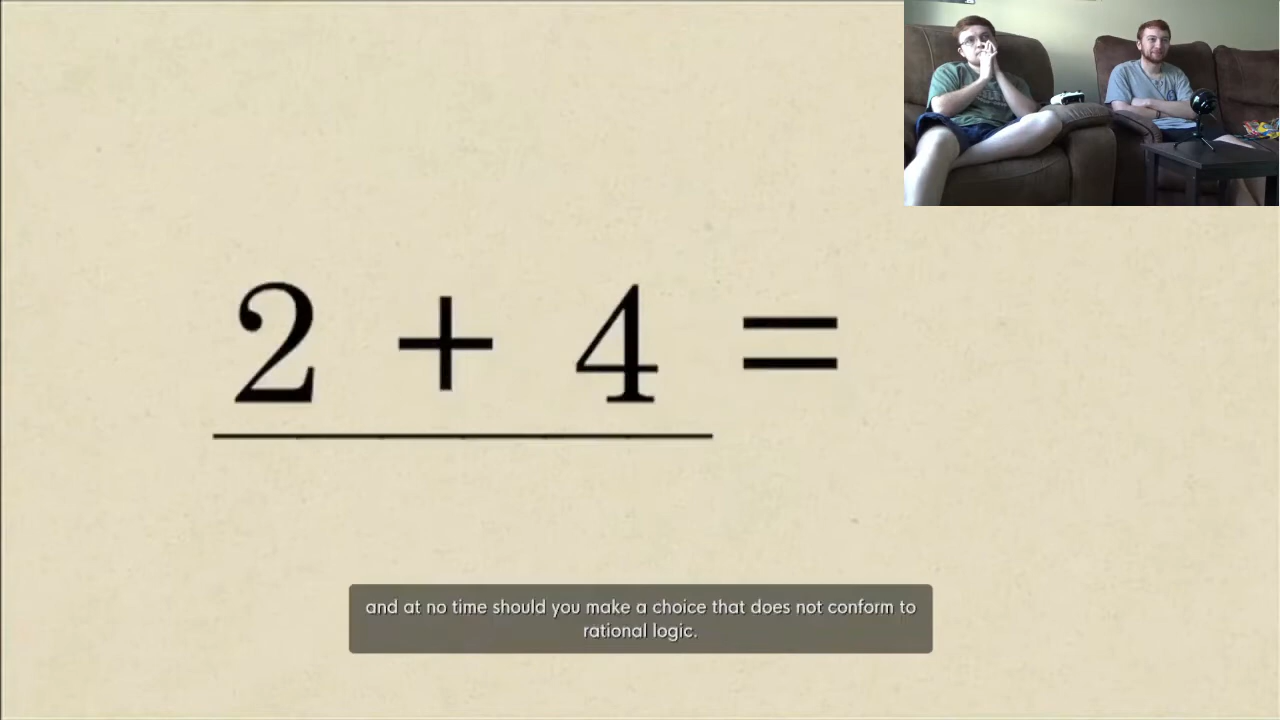 2 + 4 =
and at no time should you make a choice that does not conform to
rational logic.